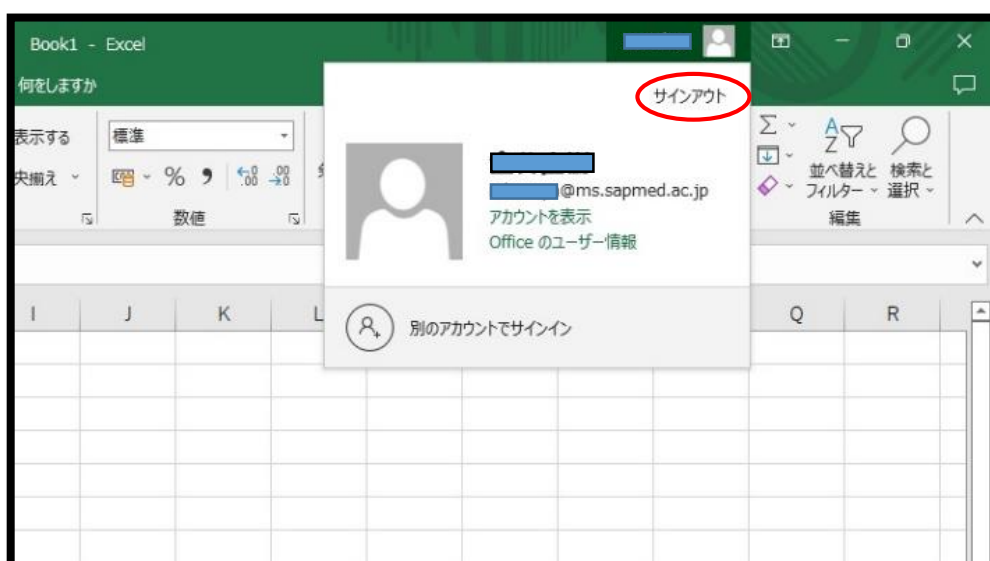 Book1 - Excel
何をしますか
サインアウト
表示する
標準
央揃え
% 9
数値
@ms.sapmed.ac.jp
アカウントを表示
Office のユーザー情報
別のアカウントでサインイン
並べ替えと
フィルター
検索と
選択
編集
I J K L Q R